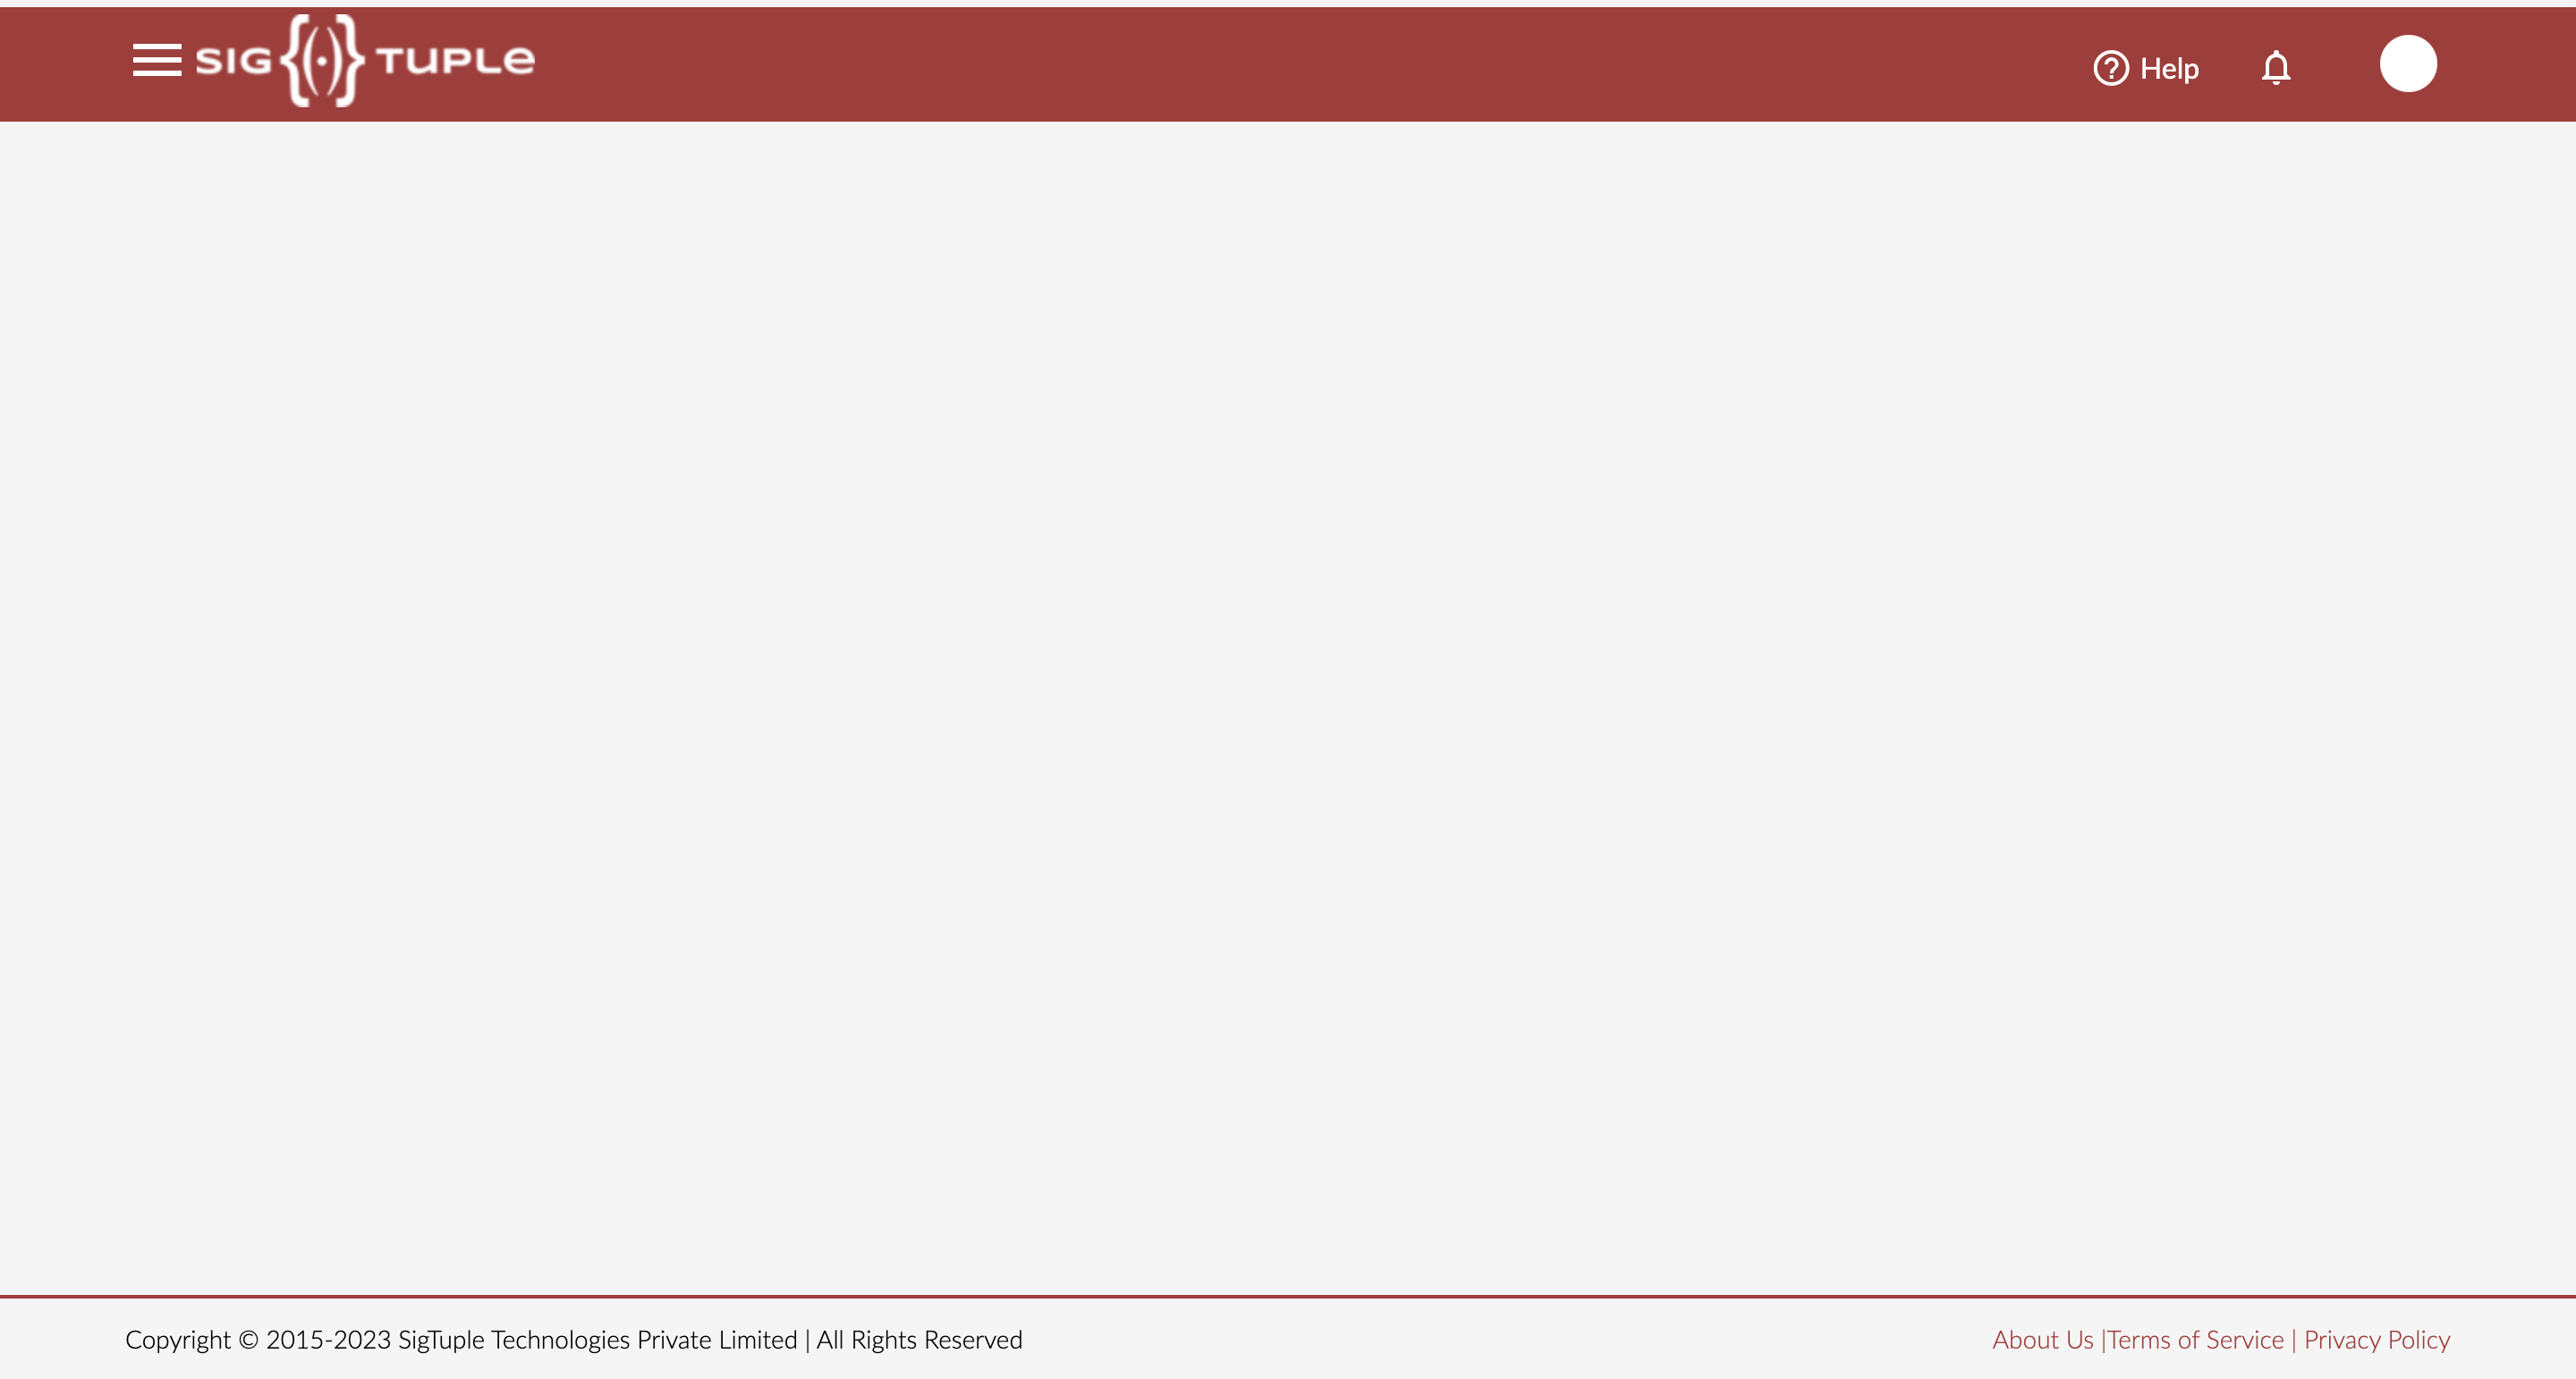 SIG{(·)}TUPLE
Help
Copyright © 2015-2023 SigTuple Technologies Private Limited | All Rights Reserved
About Us |Terms of Service | Privacy Policy